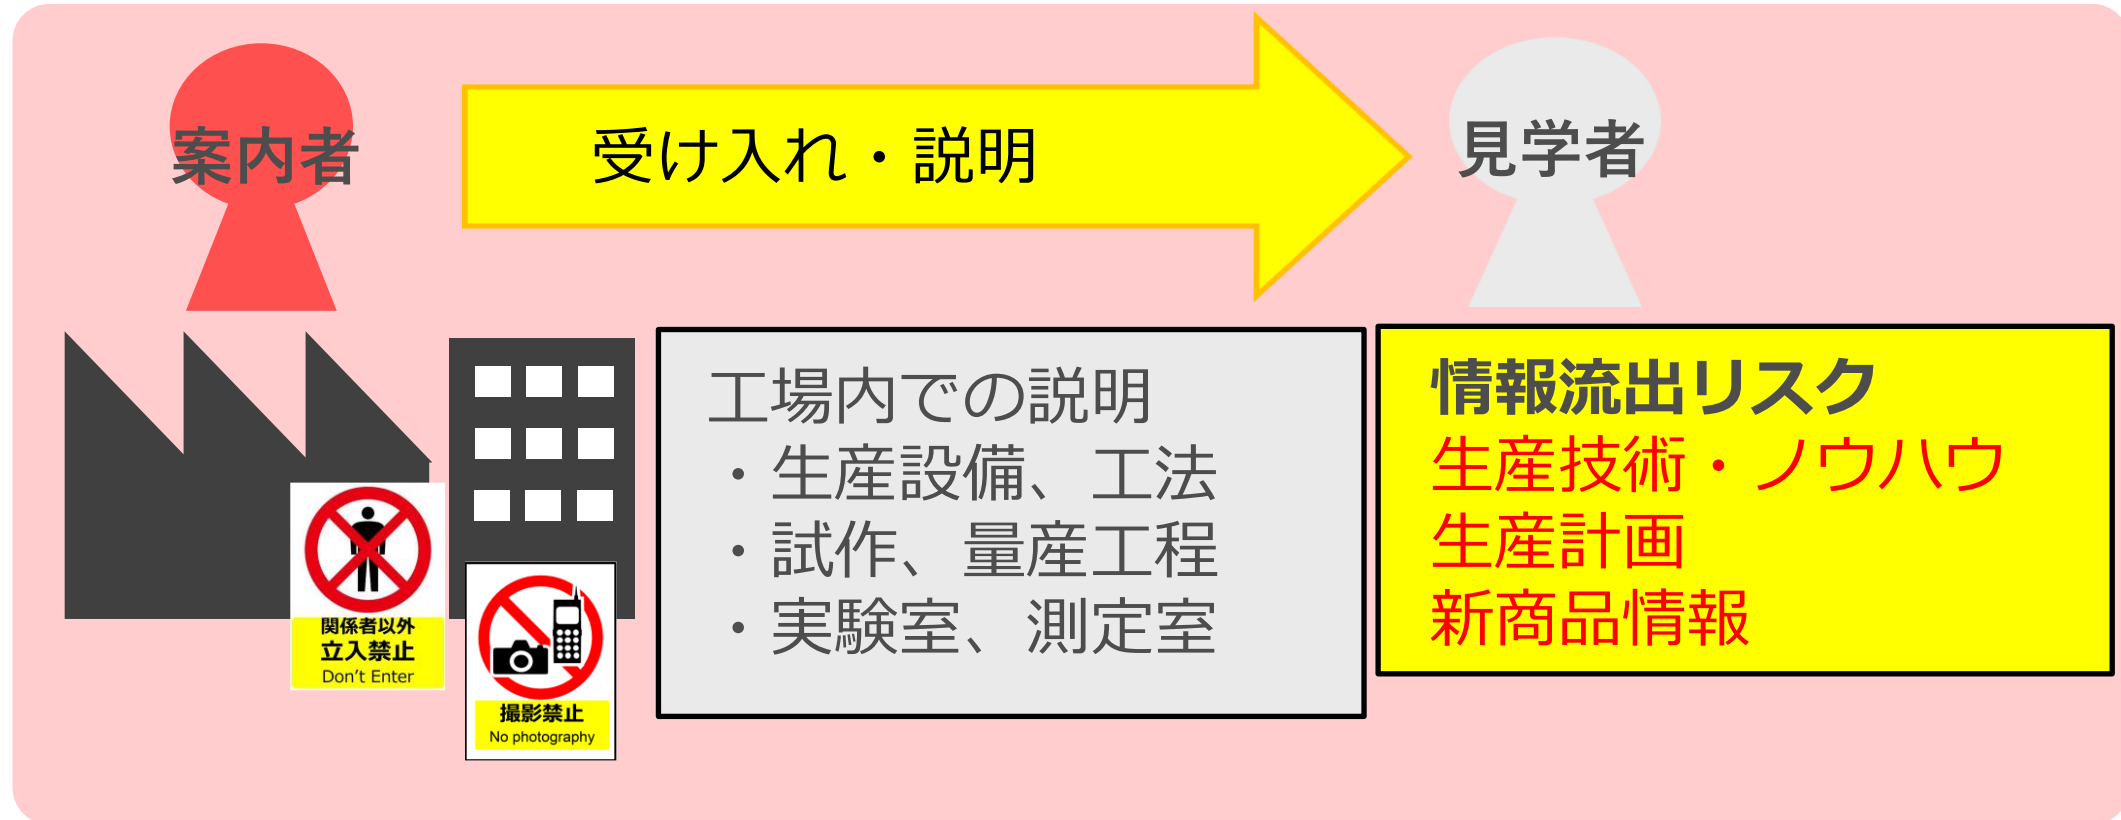 案内者
受け入れ・説明
見学者
工場内での説明
・生産設備、工法
・試作、量産工程
・実験室、測定室
情報流出リスク
生産技術・ノウハウ
生産計画
新商品情報
関係者以外
立入禁止
Don't Enter
撮影禁止
No photography